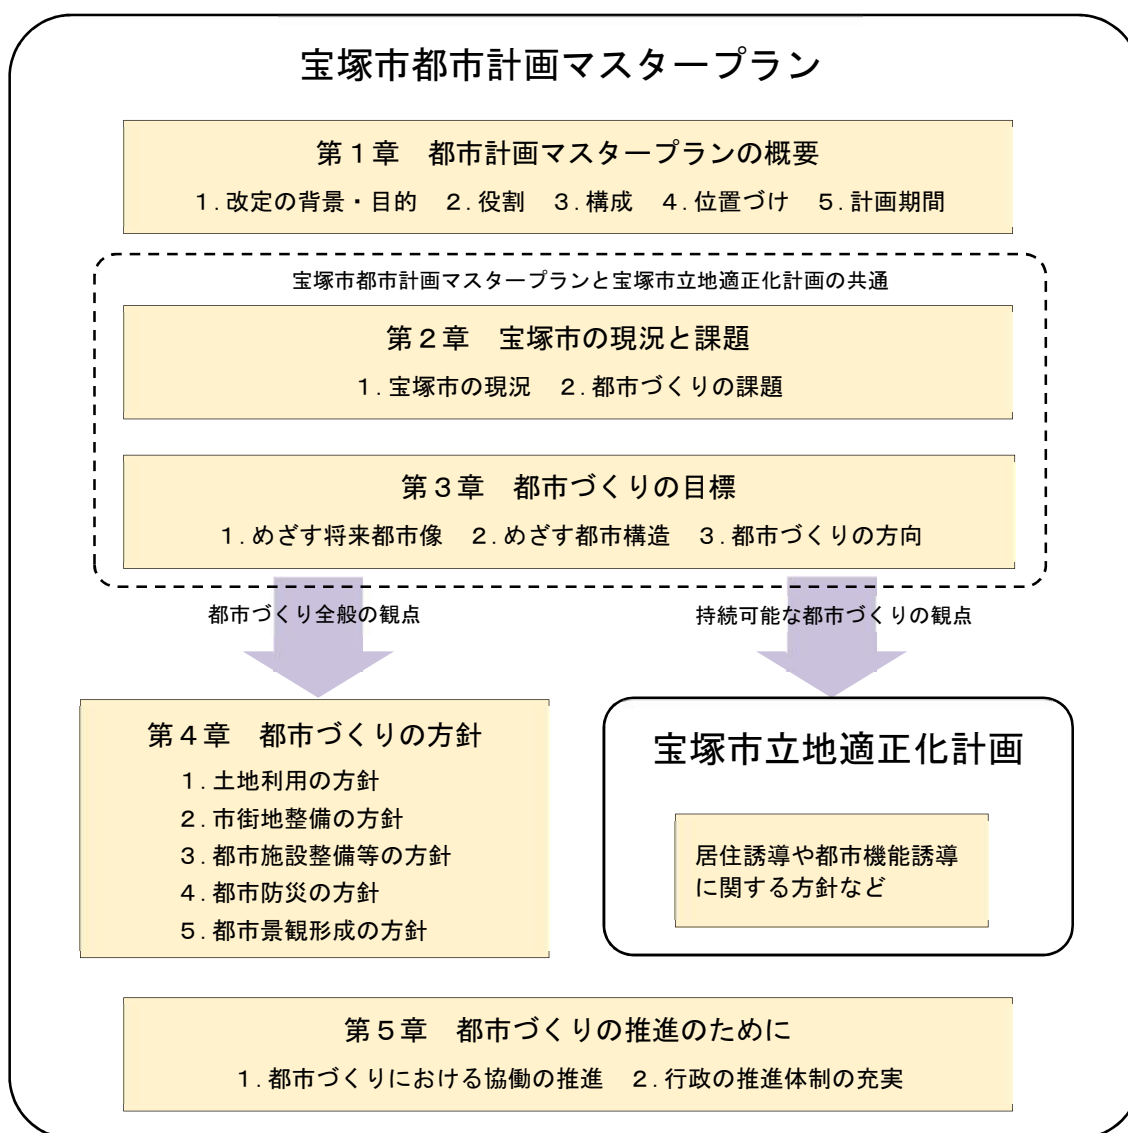 宝塚市都市計画マスタープラン
第１章　都市計画マスタープランの概要
１.改定の背景・目的　２.役割　３.構成　４.位置づけ　５.計画期間
宝塚市都市計画マスタープランと宝塚市立地適正化計画の共通
第２章　宝塚市の現況と課題
１.宝塚市の現況　２.都市づくりの課題
第３章　都市づくりの目標
１.めざす将来都市像　２.めざす都市構造　３.都市づくりの方向
都市づくり全般の観点
持続可能な都市づくりの観点
第４章　都市づくりの方針
１.土地利用の方針
２.市街地整備の方針
３.都市施設整備等の方針
４.都市防災の方針
５.都市景観形成の方針
宝塚市立地適正化計画
居住誘導や都市機能誘導
に関する方針など
第５章　都市づくりの推進のために
１.都市づくりにおける協働の推進　２.行政の推進体制の充実